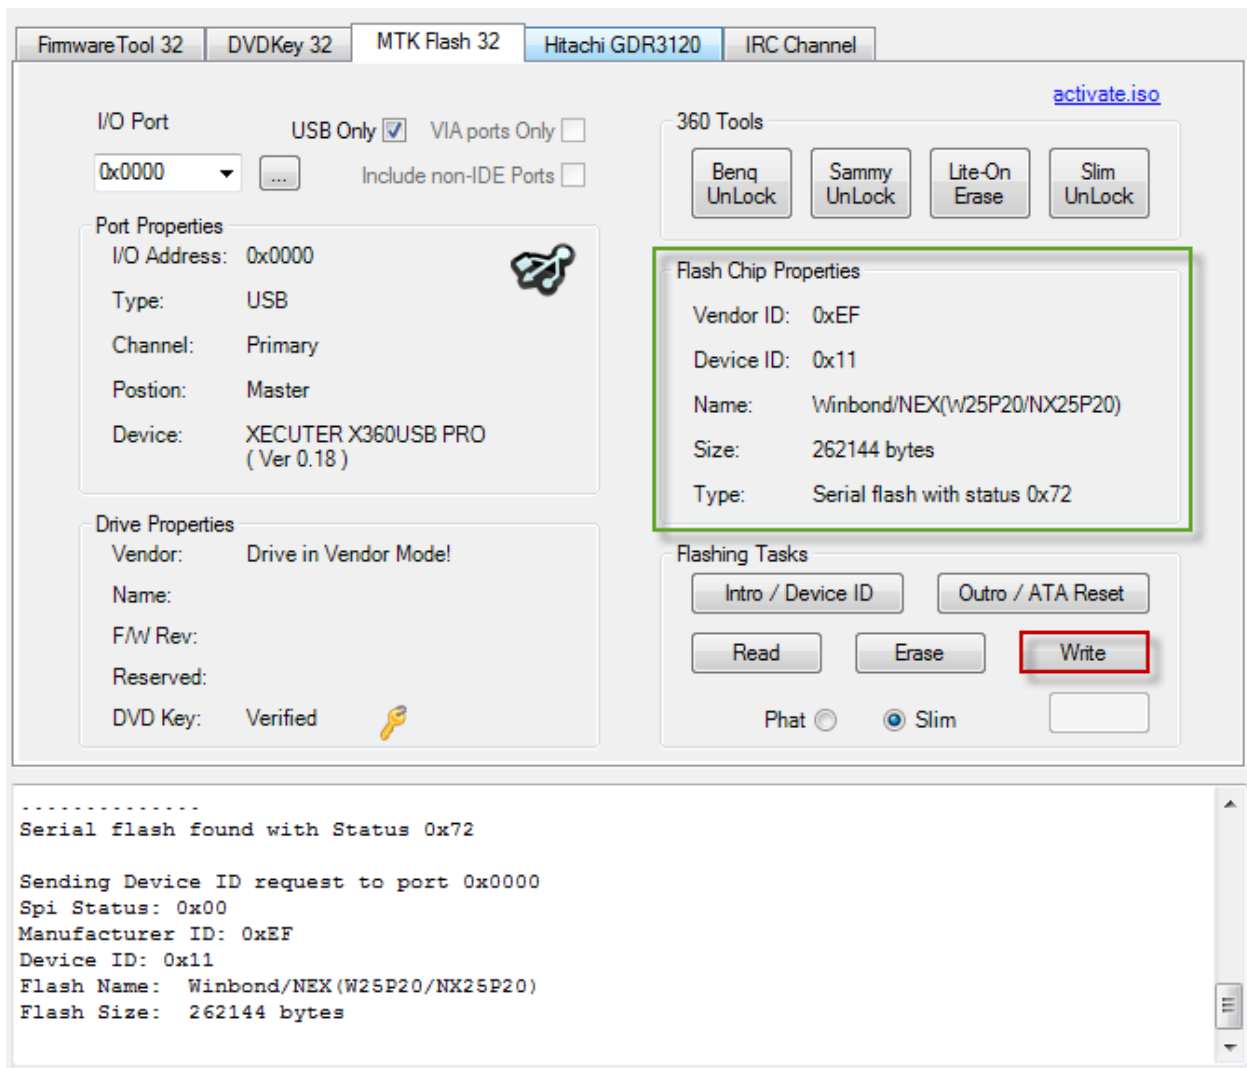 FirmwareTool 32 DVDKey 32 MTK Flash 32 Hitachi GDR3120 IRC Channel
activate.iso
I/O Port
USB Only VIA ports Only
0x0000 ... Include non-IDE Ports
Port Properties
I/O Address: 0x0000
Type: USB
Channel: Primary
Postion: Master
Device: XECUTER X360USB PRO
( Ver 0.18 )
Drive Properties
Vendor: Drive in Vendor Mode!
Name:
F/W Rev:
Reserved:
DVD Key: Verified
360 Tools
Benq UnLock
Sammy UnLock
Lite-On Erase
Slim UnLock
Flash Chip Properties
Vendor ID: 0xEF
Device ID: 0x11
Name: Winbond/NEX(W25P20/NX25P20)
Size: 262144 bytes
Type: Serial flash with status 0x72
Flashing Tasks
Intro / Device ID Outro / ATA Reset
Read Erase Write
Phat Slim
..............
Serial flash found with Status 0x72
Sending Device ID request to port 0x0000
Spi Status: 0x00
Manufacturer ID: 0xEF
Device ID: 0x11
Flash Name: Winbond/NEX(W25P20/NX25P20)
Flash Size: 262144 bytes